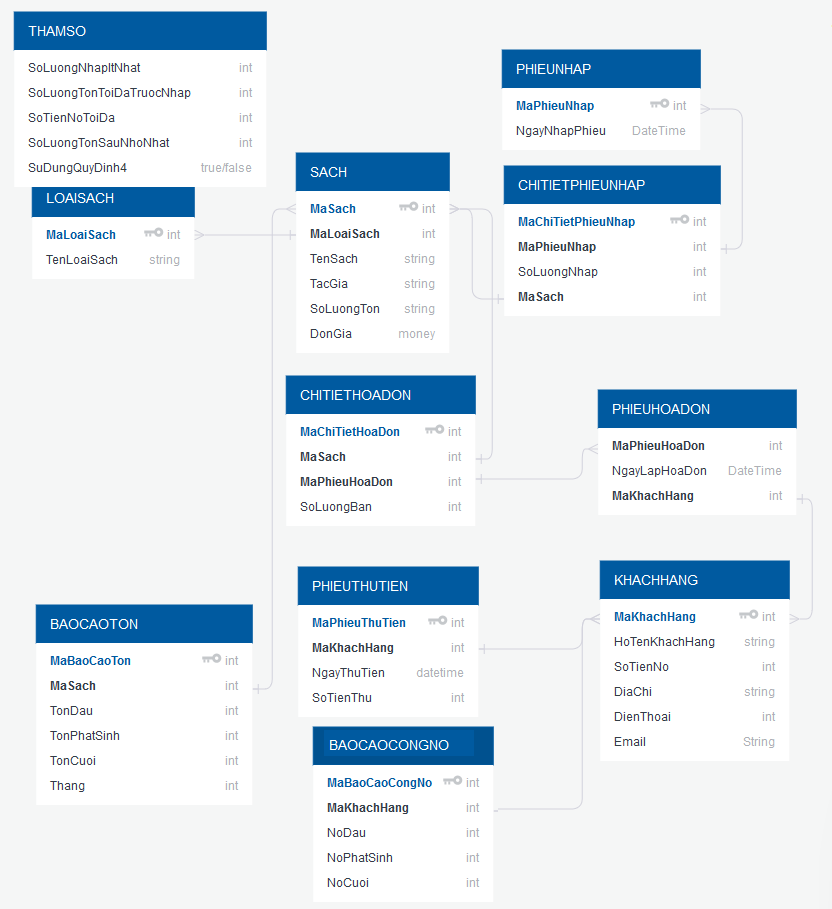 THAMSO
SoLuongNhapItNhat int
SoLuongTonToiDaTruocNhap int
SoTienNoToiDa int
SoLuongTonSauNhoNhat int
SuDungQuyDinh4 true/false
LOAISACH
MaLoaiSach int
TenLoaiSach string
SACH
MaSach int
MaLoaiSach int
TenSach string
TacGia string
SoLuongTon string
DonGia money
PHIEUNHAP
MaPhieuNhap int
NgayNhapPhieu DateTime
CHITIETPHIEUNHAP
MaChiTietPhieuNhap int
MaPhieuNhap int
SoLuongNhap int
MaSach int
CHITIETHOADON
MaChiTietHoaDon int
MaSach int
MaPhieuHoaDon int
SoLuongBan int
PHIEUHOADON
MaPhieuHoaDon int
NgayLapHoaDon DateTime
MaKhachHang int
PHIEUTHUTIEN
MaPhieuThuTien int
MaKhachHang int
NgayThuTien datetime
SoTienThu int
KHACHHANG
MaKhachHang int
HoTenKhachHang string
SoTienNo int
DiaChi string
DienThoai int
Email String
BAOCAOTON
MaBaoCaoTon int
MaSach int
TonDau int
TonPhatSinh int
TonCuoi int
Thang int
BAOCAOCONGNO
MaBaoCaoCongNo int
MaKhachHang int
NoDau int
NoPhatSinh int
NoCuoi int